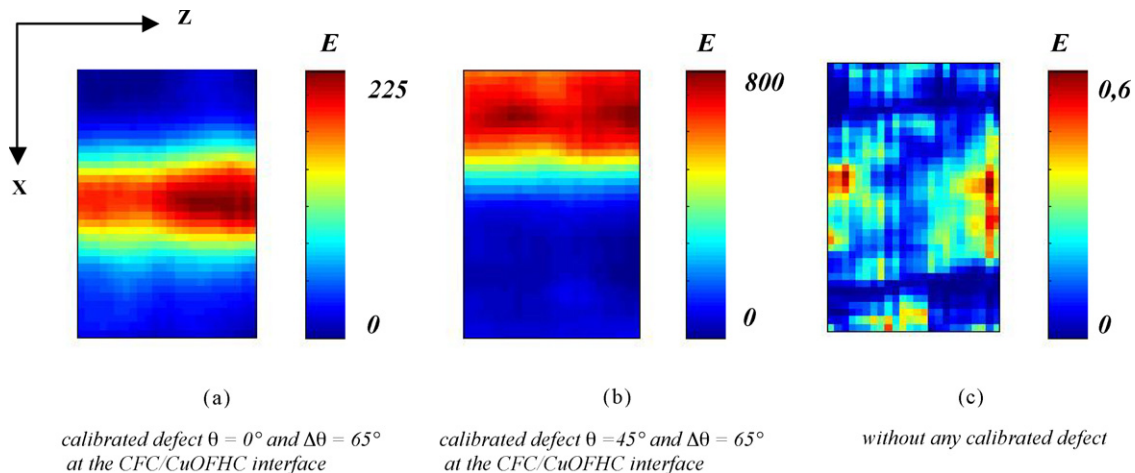 Z
X
E
225
0
E
800
0
E
0,6
0
(a)
(b)
(c)
calibrated defect θ = 0° and Δθ = 65°
at the CFC/CuOFHC interface
calibrated defect θ =45° and Δθ = 65°
at the CFC/CuOFHC interface
without any calibrated defect